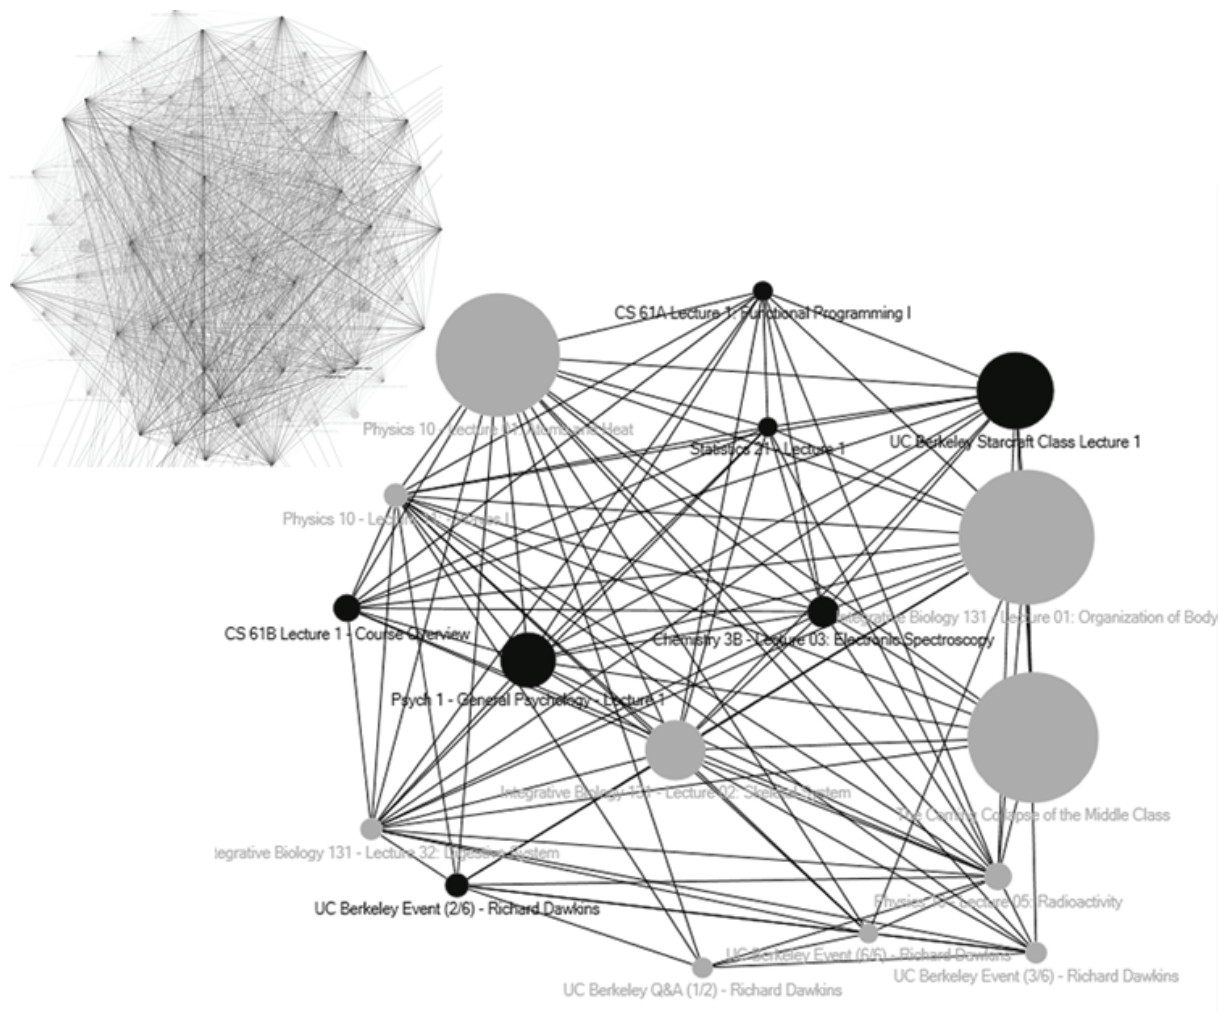 CS 61A Lecture 1: Functional Programming I
Physics 10 - Lecture 01: Atoms and Heat
UC Berkeley Starcraft Class Lecture 1
Statistics 21 - Lecture 1
Physics 10 - Lecture
Integrative Biology 131 - Lecture 01: Organization of Body
CS 61B Lecture 1 - Course Overview
Chemistry 3B - Lecture 03: Electronic Spectroscopy
Psych 1 - General Psychology - Lecture 1
Integrative Biology 131 - Lecture 02: Skeletal System
The Coming Collapse of the Middle Class
tegrative Biology 131 - Lecture 32: Digestive System
Physics 10 - Lecture 05: Radioactivity
UC Berkeley Event (2/6) - Richard Dawkins
UC Berkeley Event (6/6) - Richard Dawkins
UC Berkeley Event (3/6) - Richard Dawkins
UC Berkeley Q&A (1/2) - Richard Dawkins